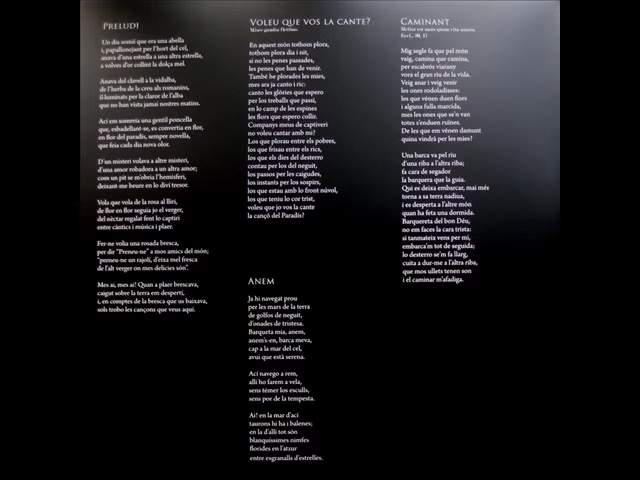 PRELUDI
Un dia somií que era una abella
i, papallonejant per l'hort del cel,
anava d'una estrella a una altra estrella,
a volves d'or collint la dolça mel.
Anava del clavell a la vidalba,
de l'herba de la creu als romanins,
il·luminats per la claror de l'alba
que no han vista jamai nostres matins.
Ací em somreia una gentil poncella
que, esbadellant-se, es convertia en flor,
en flor del paradís, sempre novella,
que feia cada dia nova olor.
D'un misteri volava a altre misteri,
d'una amor robadora a un altra amor;
com un pit se m'obria l'hemisferi,
deixant-me beure en lo diví tresor.
Vola que vola de la rosa al lliri,
de flor en flor seguia jo el verger,
del nèctar regalat fent lo captiri
entre càntics i música i plaer.
Fer-ne volia una rosada bresca,
per dir "Preneu-ne" a mos amics del món;
"preneu-ne un rajolí, d'eixa mel fresca
de l'alt verger on mes delícies són".
Mes ai, mes ai! Quan a plaer brescava,
caigut sobre la terra em despertí,
i, en comptes de la bresca que us baixava,
sols trobo les cançons que veus aquí.
VOLEU QUE VOS LA CANTE?
En aquest món tothom plora,
tothom plora dia i nit,
si no les penes passades,
les penes que han de venir.
També he plorades les mies,
mes ara ja canto i ric:
canto les glòries que espero
per los treballs que passí,
en lo camp de les espines
les flors que espero collir.
Companys meus de captiveri
no voleu cantar amb mi?
Los que plorau entre els pobres,
los que frisau entre els rics,
los que els dies del desterro
contau per los del neguit,
los passos per les caigudes,
los instants per los sospirs,
los que estau amb lo front núvol,
los que teniu lo cor trist,
voleu que jo vos la cante
la cançó del Paradís?
ANEM
Ja hi navegat prou
per les mars de la terra
de golfos de neguit,
d'onades de tristesa.
Barqueta mia, anem,
anem's-en, barca meva,
cap a la mar del cel,
avui que està serena.
Ací navego a rem,
allí ho farem a vela,
sens témer los esculls,
sens por de la tempesta.
Ai! en la mar d'ací
taurons hi ha i balenes;
en la d'allí tot són
blanquíssimes nimfes
florides en l'atzur
entre esgranalls d'estrelles.
CAMINANT
Mig segle fa que pel món
vaig, camina que camina,
per escabrós viarany
vora el gran riu de la vida.
Veig anar i veig venir
les ones rodoladisses:
les que vénen duen flors
i alguna fulla marcida,
mes les ones que se'n van
totes s'enduen ruïnes.
De les que em vénen damunt
quina vindrà per les mies?
Una barca va pel riu
d'una riba a l'altra riba;
fa cara de segador
la barquera que la guia.
Qui es deixa embarcar, mai més
torna a sa terra nadiua,
i es desperta a l'altre món
quan ha feta una dormida.
Barquereta del bon Déu,
no em faces la cara trista:
si tanmateix vens per mi,
embarca'm tot de seguida;
lo desterro se'm fa llarg,
cuita a dur-me a l'altra riba,
que mos ullets tenen son
i el caminar m'afadiga.